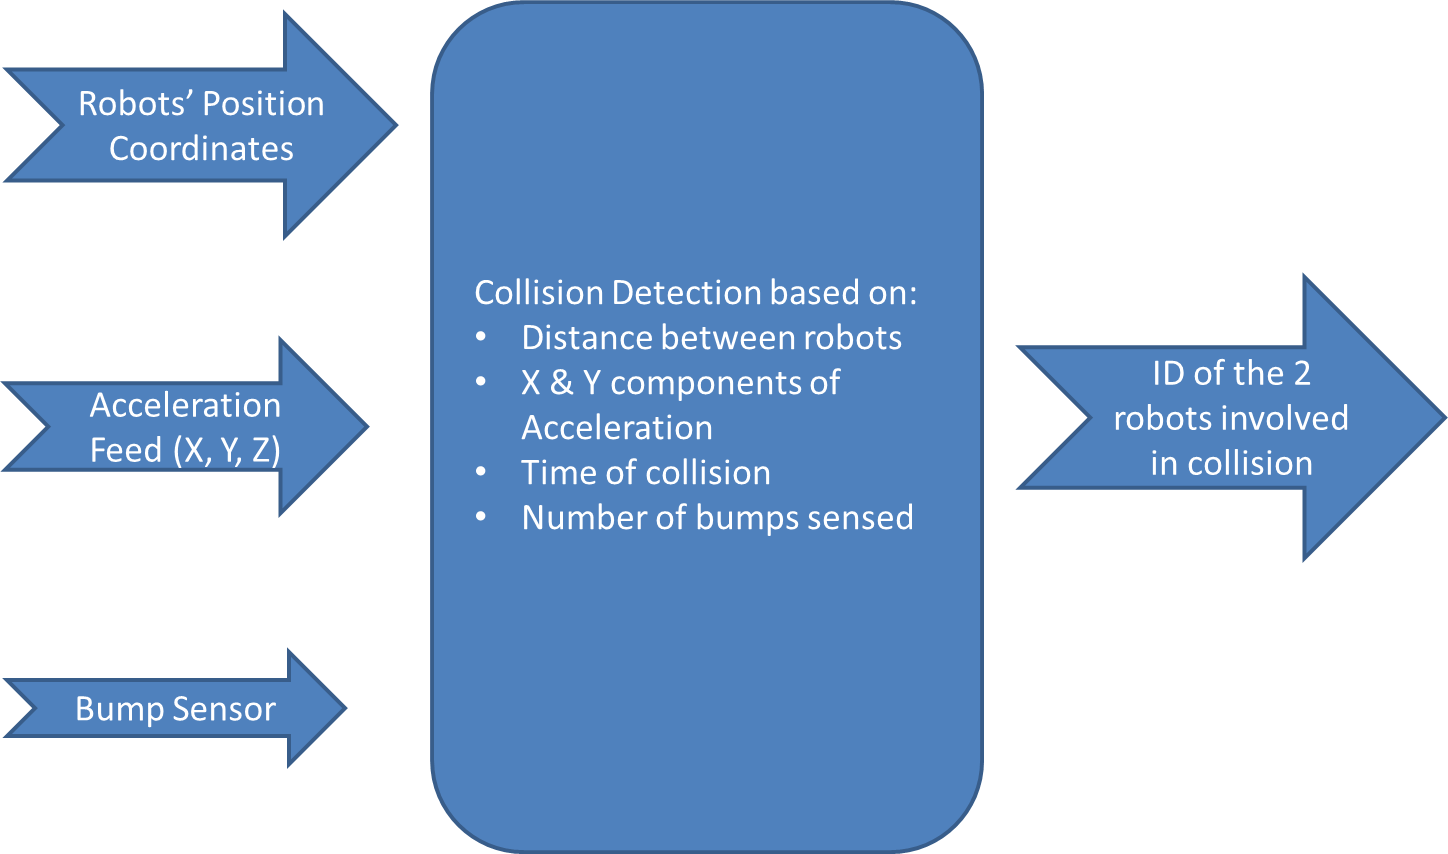 Robots’ Position
Coordinates
Acceleration
Feed (X, Y, Z)
Bump Sensor
Collision Detection based on:
• Distance between robots
• X & Y components of
Acceleration
• Time of collision
• Number of bumps sensed
ID of the 2
robots involved
in collision